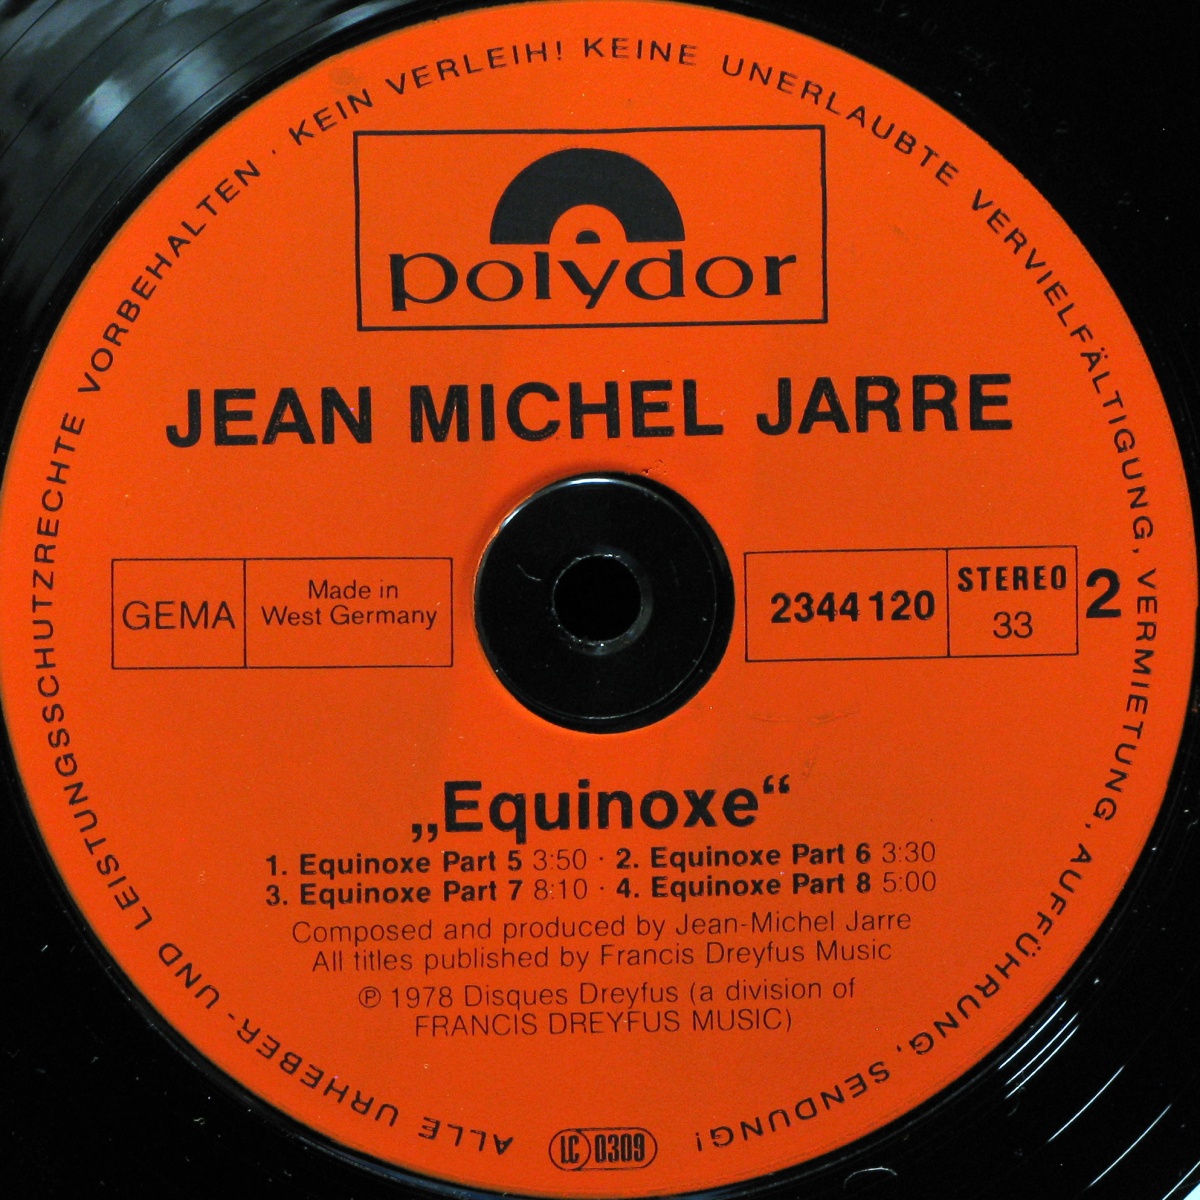 ALLE URHEBER- UND LEISTUNGSSCHUTZRECHTE VORBEHALTEN · KEIN VERLEIH! KEINE UNERLAUBTE VERVIELFÄLTIGUNG, VERMIETUNG, AUFFÜHRUNG, SENDUNG!
polydor
JEAN MICHEL JARRE
GEMA
Made in
West Germany
2344 120
STEREO
33
2
„Equinoxe“
1. Equinoxe Part 5 3:50 · 2. Equinoxe Part 6 3:30
3. Equinoxe Part 7 8:10 · 4. Equinoxe Part 8 5:00
Composed and produced by Jean-Michel Jarre
All titles published by Francis Dreyfus Music
℗ 1978 Disques Dreyfus (a division of
FRANCIS DREYFUS MUSIC)
LC 0309